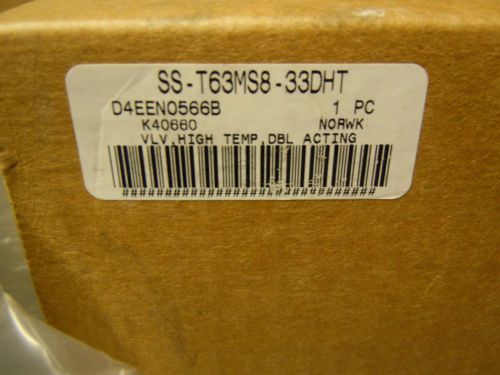 SS-T63MS8-33DHT
D4EEN0566B 1 PC
K40660 NORWK
VLV,HIGH TEMP,DBL ACTING